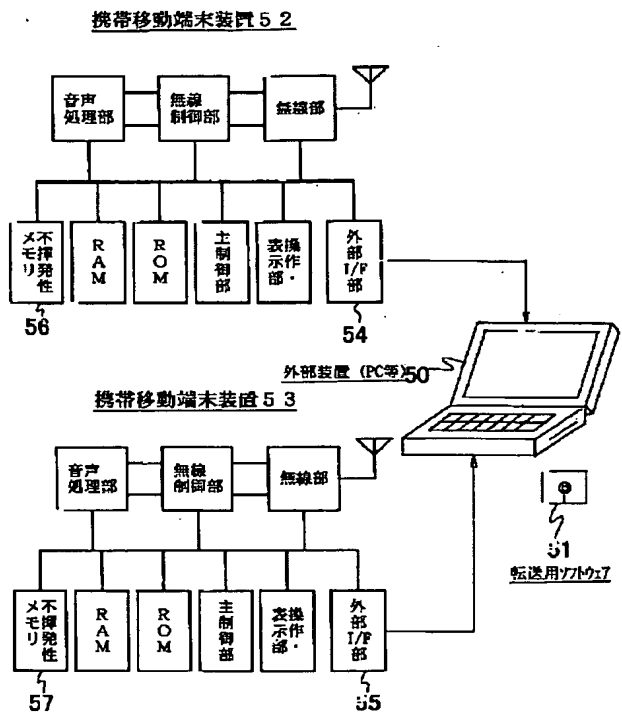 携帯移動端末装置52
音声
処理部
無線
制御部
無線部
不揮発性
メモリ
RAM
ROM
主制御部
操作・
表示部
外部
I/F
部
56
54
外部装置(PC等)50
携帯移動端末装置53
音声
処理部
無線
制御部
無線部
51
転送用ソフトウェア
不揮発性
メモリ
RAM
ROM
主制御部
操作・
表示部
外部
I/F
部
57
55